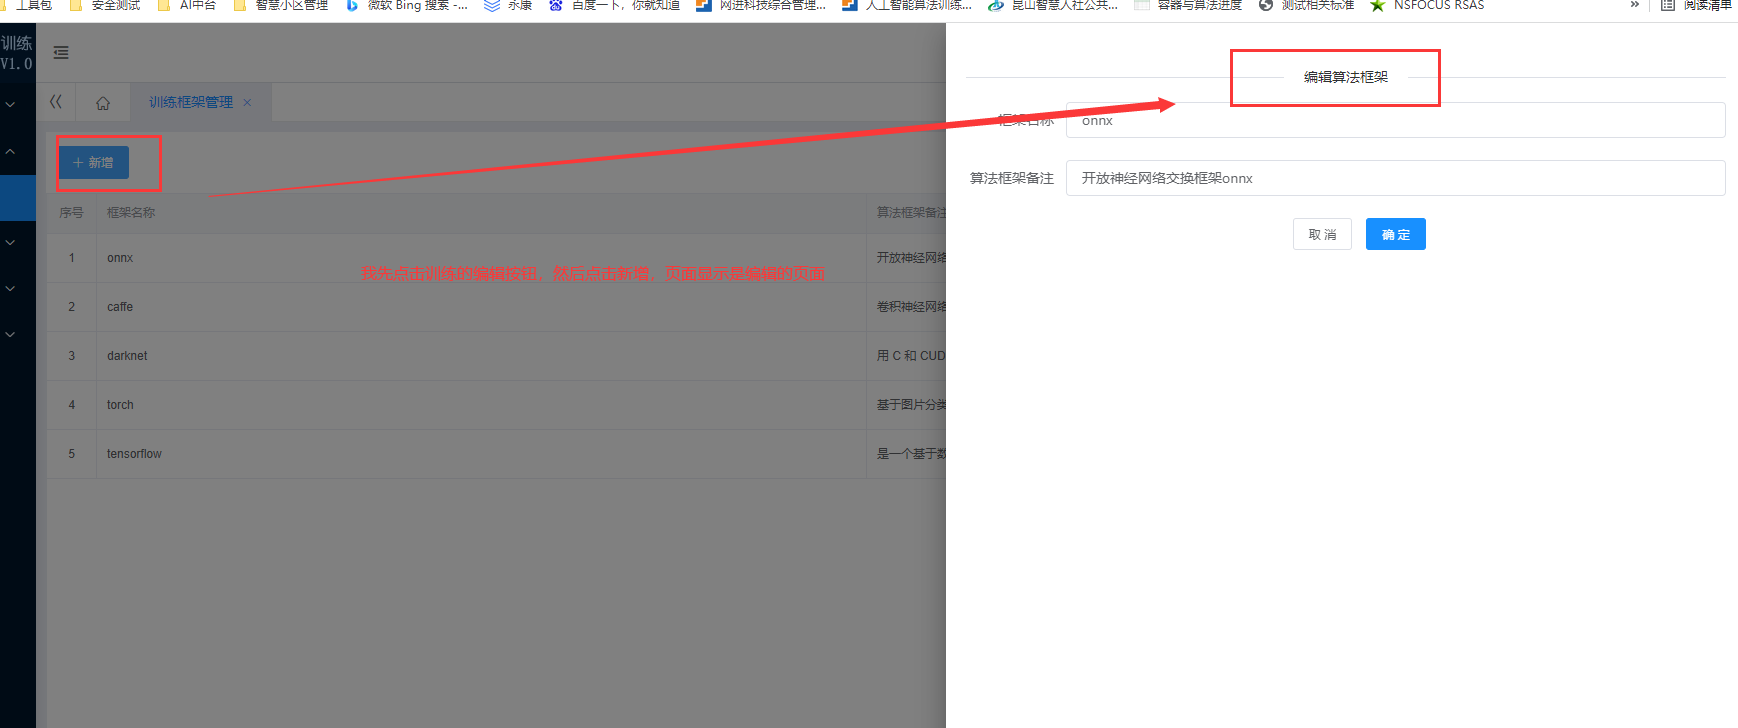 工具包 安全测试 AI中台 智慧小区管理 微软 Bing 搜索 -... 永康 百度一下，你就知道 网进科技综合管理... 人工智能算法训练... 昆山智慧人社公共... 容器与算法进度 测试相关标准 NSFOCUS RSAS » 阅读清单
训练
V1.0
训练框架管理 ×
+ 新增
序号 框架名称 算法框架备注
1 onnx 开放神经网络
2 caffe 卷积神经网络
3 darknet 用 C 和 CUD
4 torch 基于图片分类
5 tensorflow 是一个基于数
我先点击训练的编辑按钮，然后点击新增，页面显示是编辑的页面
编辑算法框架
框架名称 onnx
算法框架备注 开放神经网络交换框架onnx
取 消 确 定